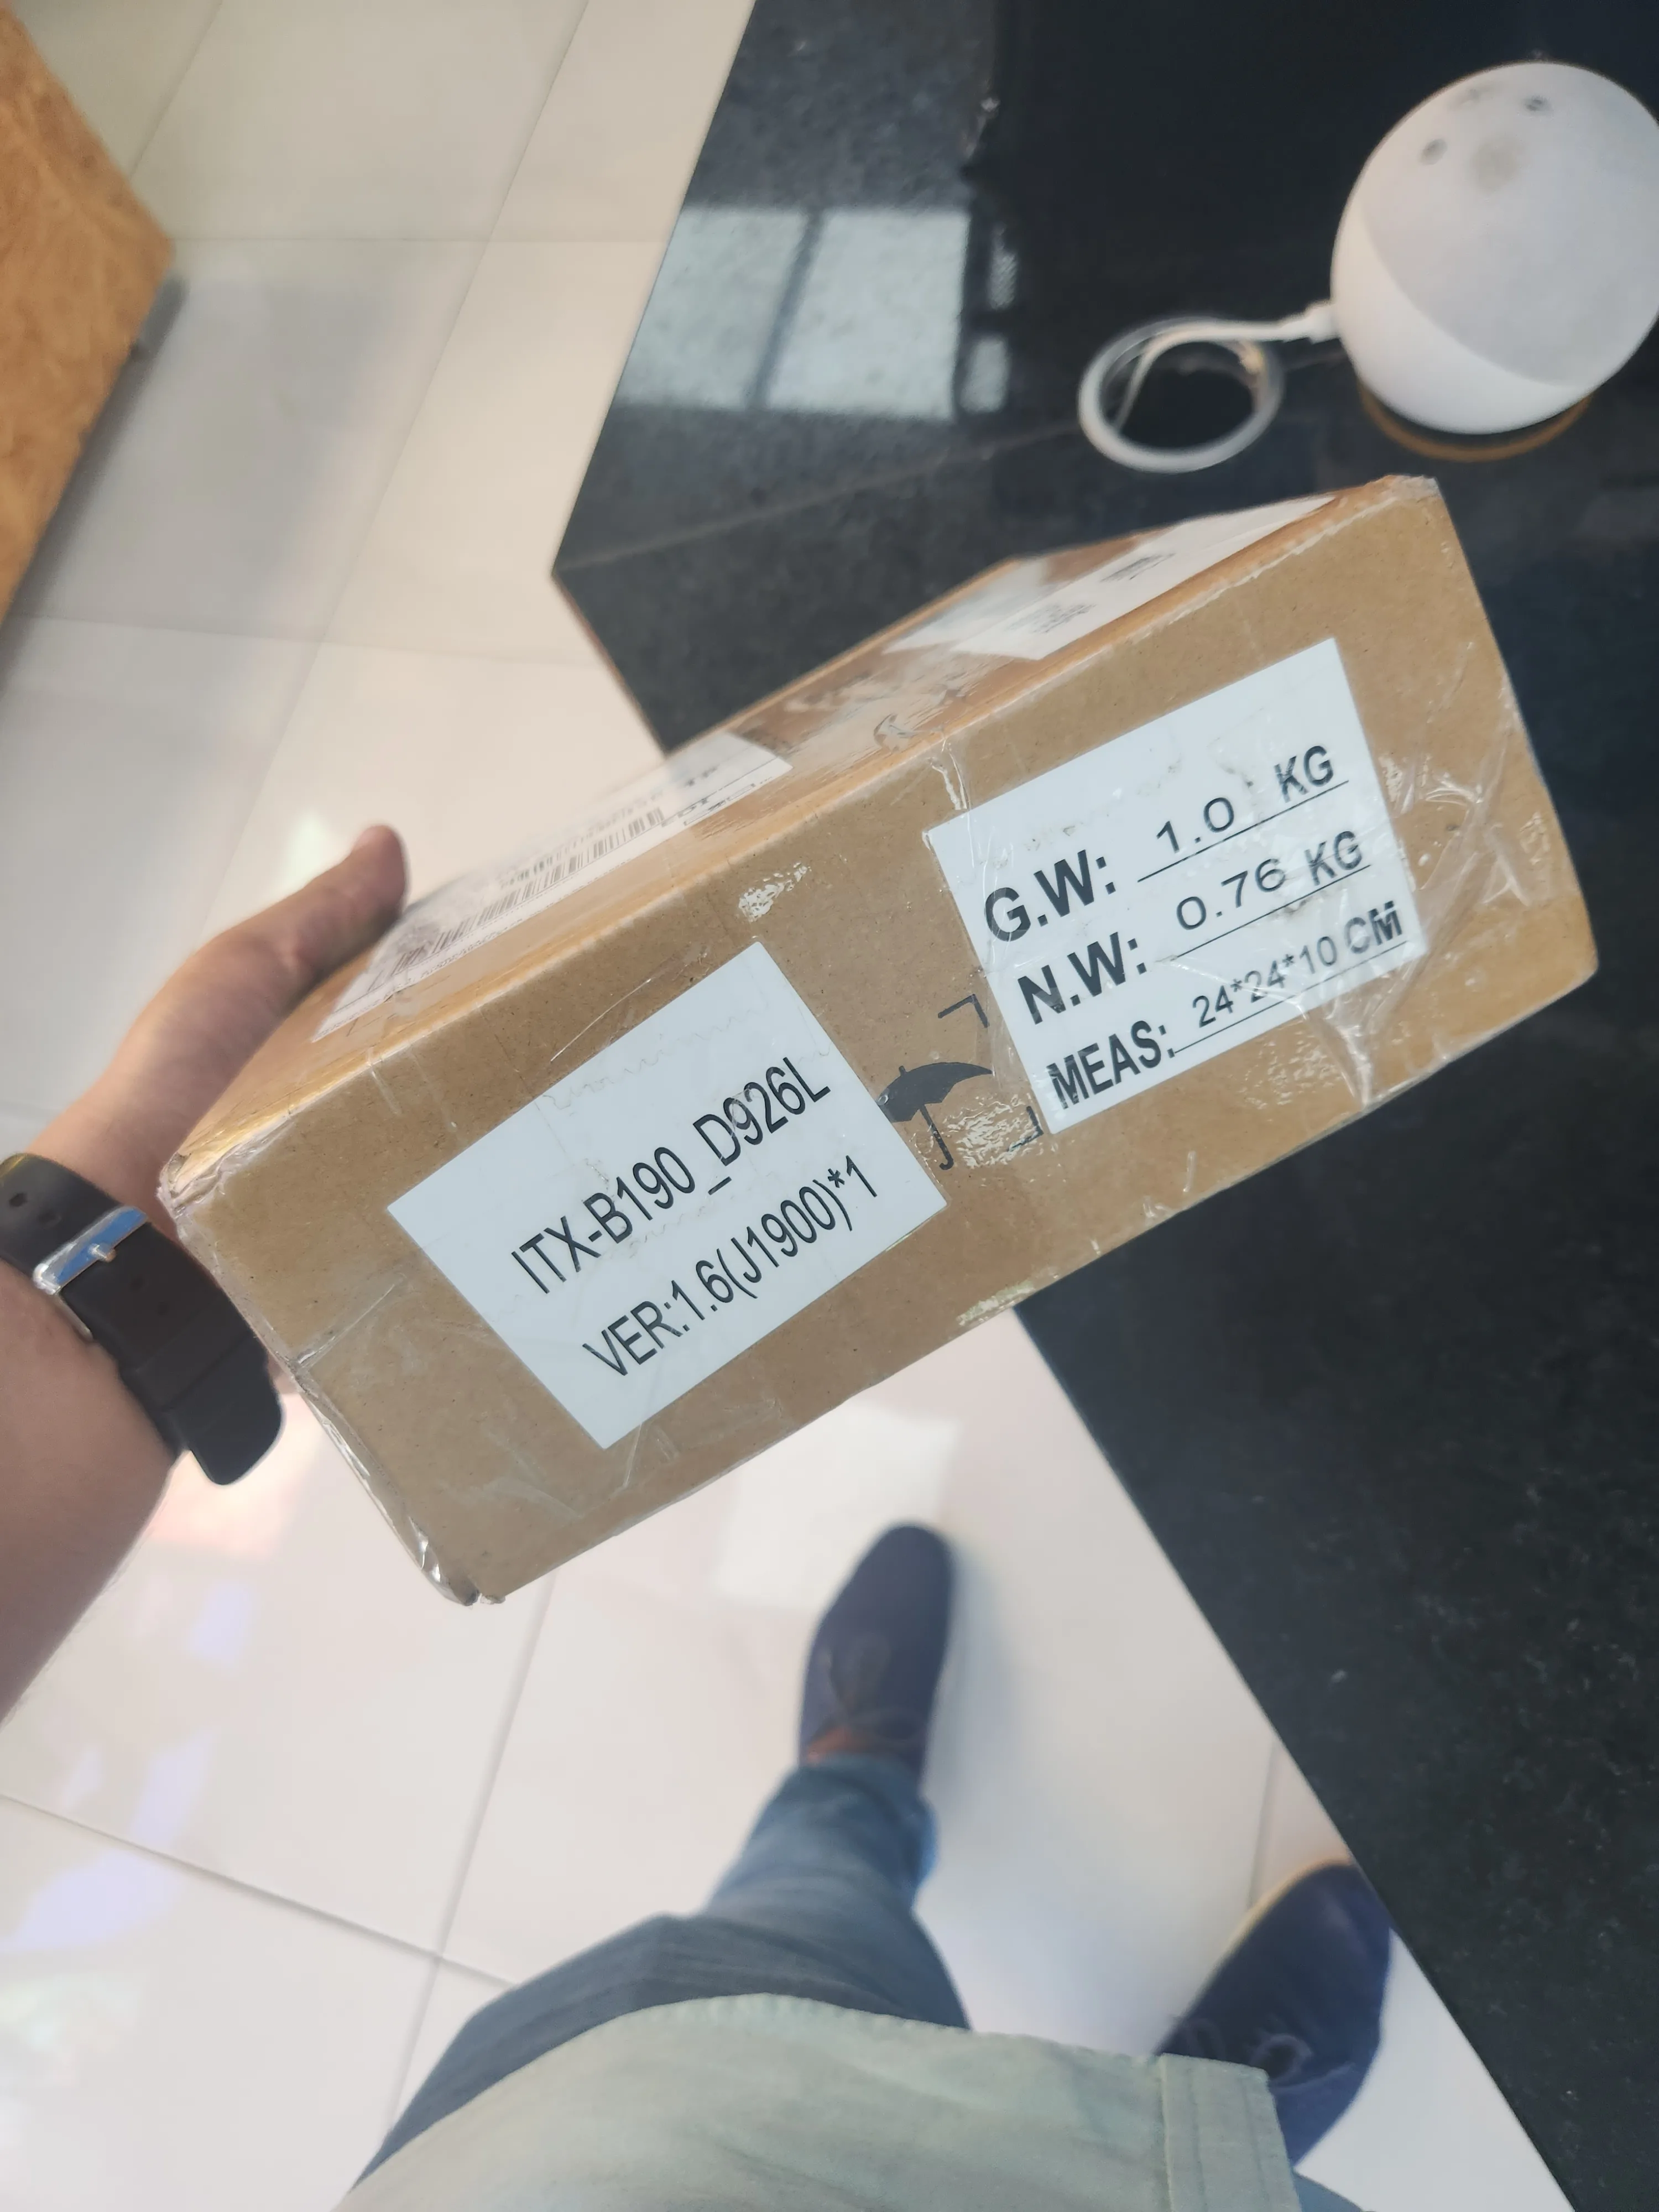 ITX-B190_D926L
VER:1.6(J1900)*1
G.W: 1.0 KG
N.W: 0.76 KG
MEAS: 24*24*10 CM